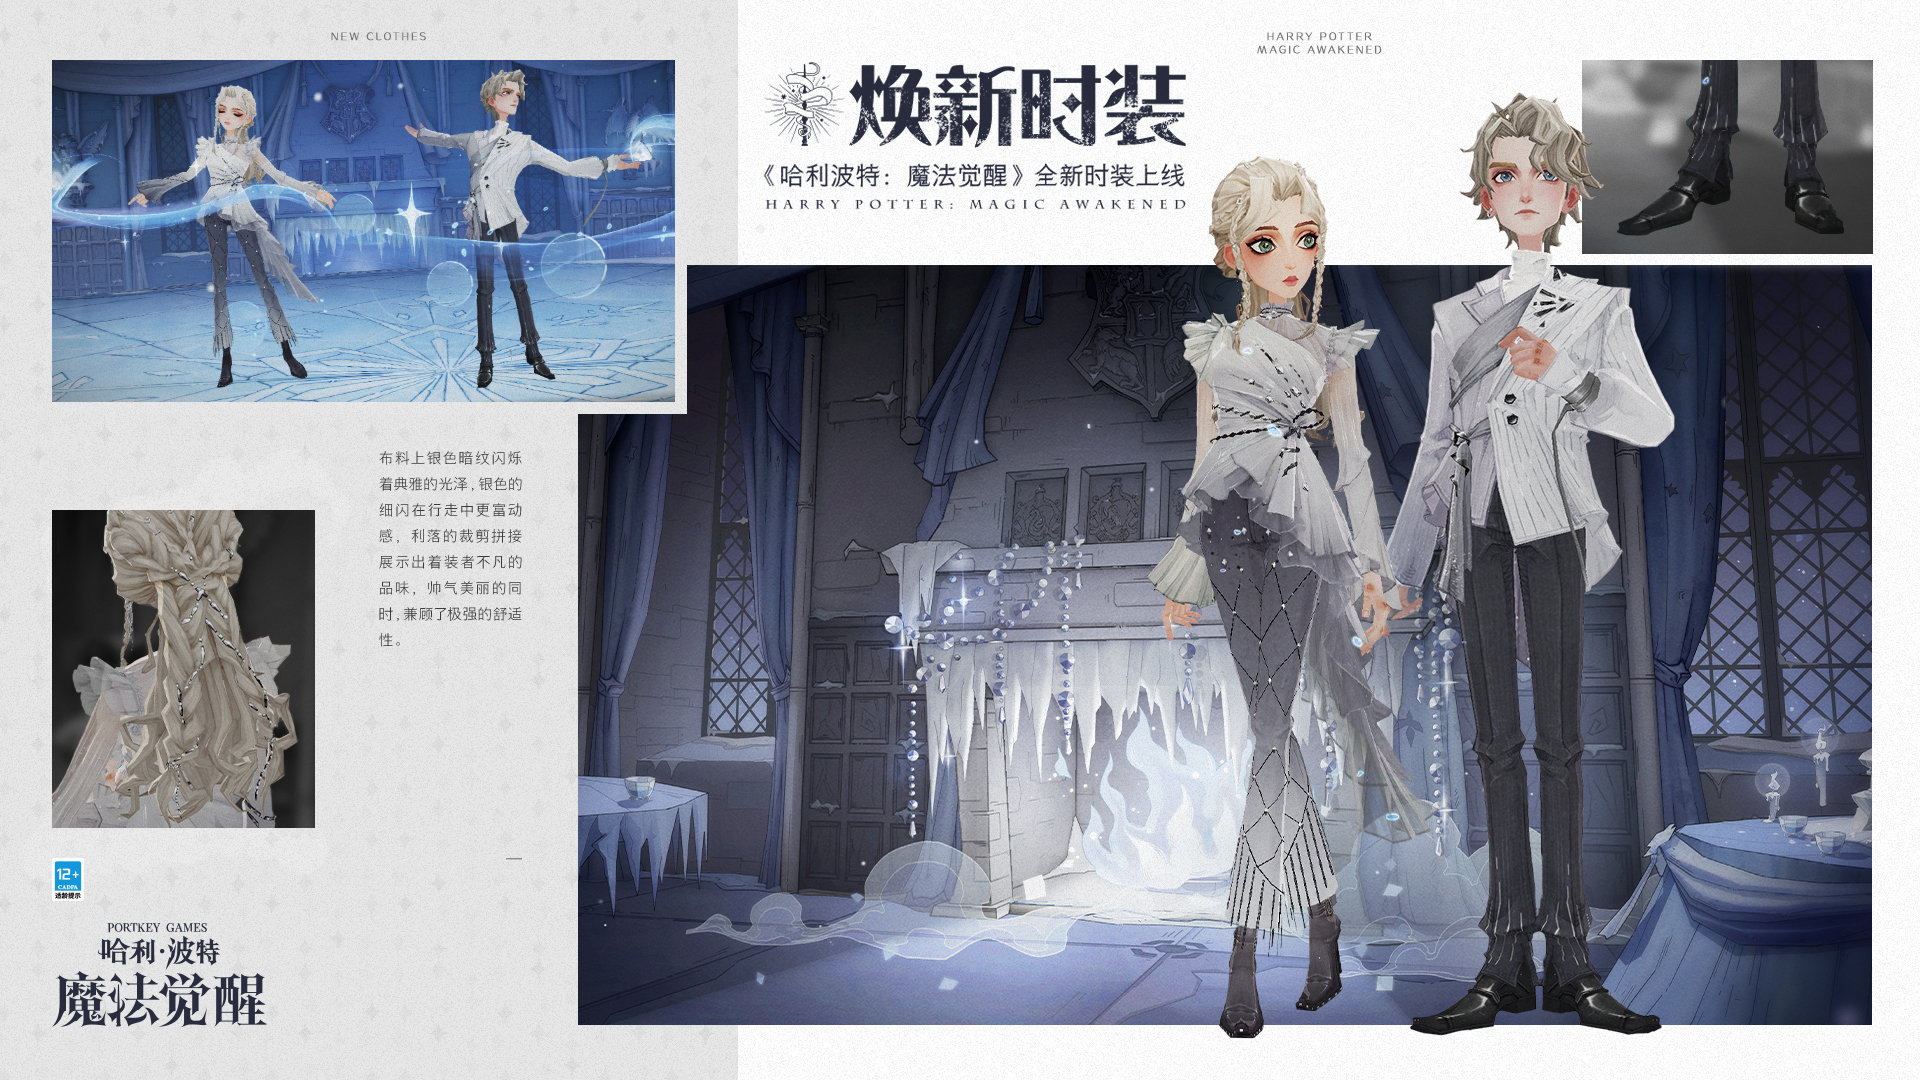 NEW CLOTHES
HARRY POTTER
MAGIC AWAKENED
焕新时装
《哈利波特：魔法觉醒》全新时装上线
HARRY POTTER: MAGIC AWAKENED
布料上银色暗纹闪烁
着典雅的光泽，银色的
细闪在行走中更富动
感，利落的裁剪拼接
展示出着装者不凡的
品味，帅气美丽的同
时，兼顾了极强的舒适
性。
12+
CADPA
适龄提示
PORTKEY GAMES
哈利·波特
魔法觉醒